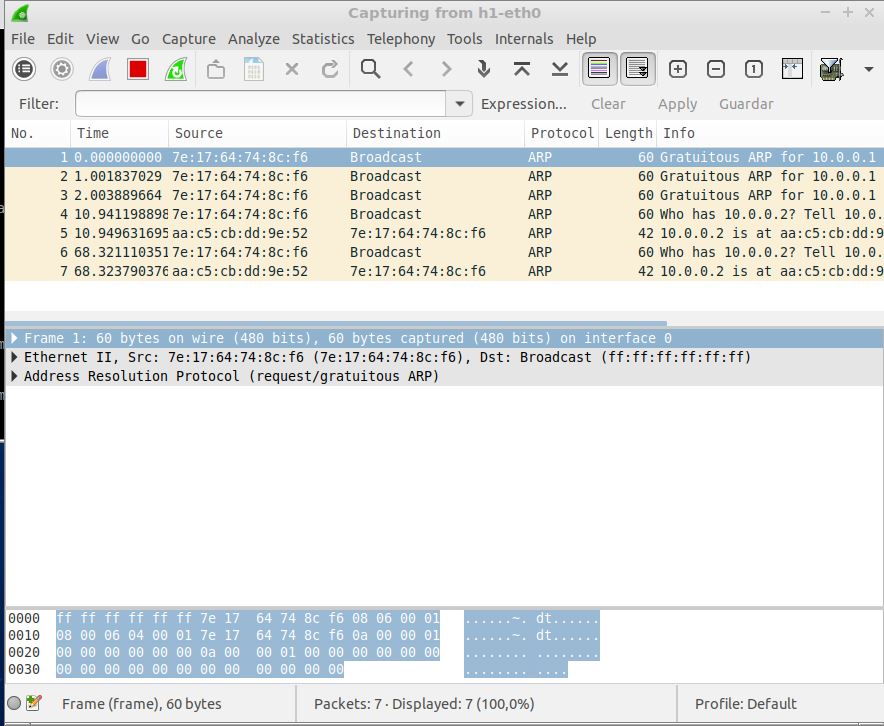 Capturing from h1-eth0
File Edit View Go Capture Analyze Statistics Telephony Tools Internals Help
Filter: Expression... Clear Apply Guardar
No. Time Source Destination Protocol Length Info
1 0.000000000 7e:17:64:74:8c:f6 Broadcast ARP 60 Gratuitous ARP for 10.0.0.1
2 1.001837029 7e:17:64:74:8c:f6 Broadcast ARP 60 Gratuitous ARP for 10.0.0.1
3 2.003889664 7e:17:64:74:8c:f6 Broadcast ARP 60 Gratuitous ARP for 10.0.0.1
4 10.941198898 7e:17:64:74:8c:f6 Broadcast ARP 60 Who has 10.0.0.2? Tell 10.0.
5 10.949631695 aa:c5:cb:dd:9e:52 7e:17:64:74:8c:f6 ARP 42 10.0.0.2 is at aa:c5:cb:dd:9
6 68.321110351 7e:17:64:74:8c:f6 Broadcast ARP 60 Who has 10.0.0.2? Tell 10.0.
7 68.323790376 aa:c5:cb:dd:9e:52 7e:17:64:74:8c:f6 ARP 42 10.0.0.2 is at aa:c5:cb:dd:9
Frame 1: 60 bytes on wire (480 bits), 60 bytes captured (480 bits) on interface 0
Ethernet II, Src: 7e:17:64:74:8c:f6 (7e:17:64:74:8c:f6), Dst: Broadcast (ff:ff:ff:ff:ff:ff)
Address Resolution Protocol (request/gratuitous ARP)
0000 ff ff ff ff ff ff 7e 17 64 74 8c f6 08 06 00 01 ......~. dt......
0010 08 00 06 04 00 01 7e 17 64 74 8c f6 0a 00 00 01 ......~. dt......
0020 00 00 00 00 00 00 0a 00 00 01 00 00 00 00 00 00 ........ ........
0030 00 00 00 00 00 00 00 00 00 00 00 00 ........ ....
Frame (frame), 60 bytes Packets: 7 · Displayed: 7 (100,0%) Profile: Default